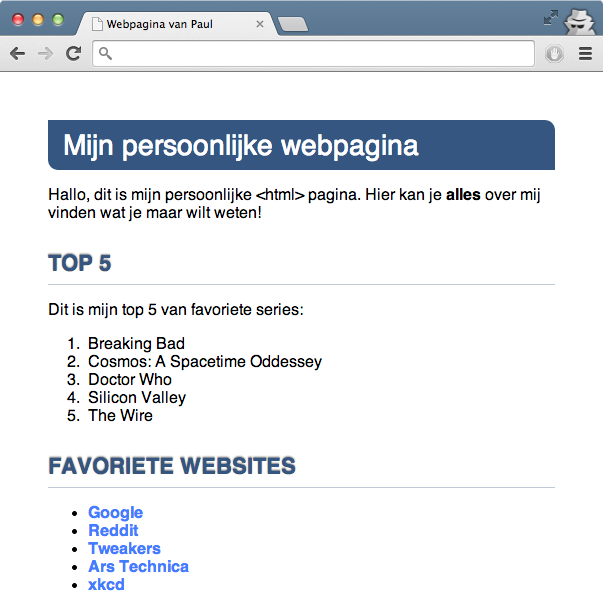 Webpagina van Paul
Mijn persoonlijke webpagina
Hallo, dit is mijn persoonlijke <html> pagina. Hier kan je alles over mij
vinden wat je maar wilt weten!
TOP 5
Dit is mijn top 5 van favoriete series:
1. Breaking Bad
2. Cosmos: A Spacetime Oddessey
3. Doctor Who
4. Silicon Valley
5. The Wire
FAVORIETE WEBSITES
• Google
• Reddit
• Tweakers
• Ars Technica
• xkcd